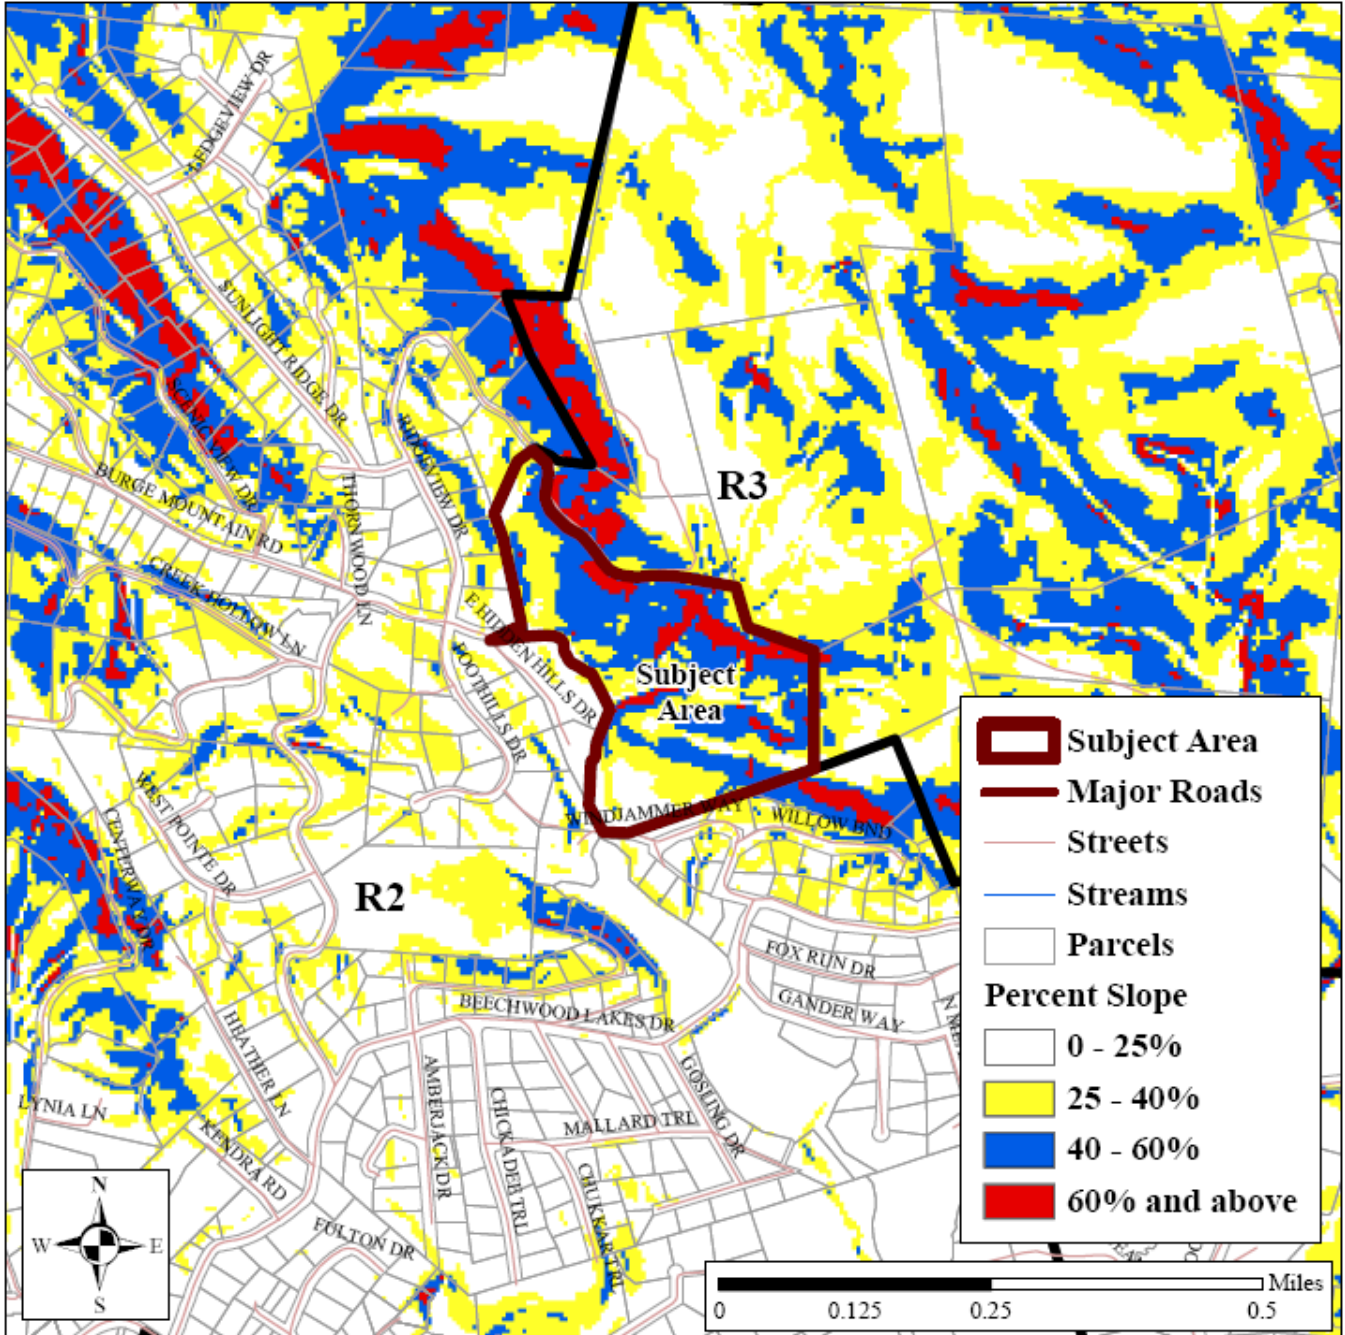 LEDGEVIEW DR
SUNLIGHT RIDGE DR
SCENIC VIEW DR
RIDGEVIEW DR
BURGE MOUNTAIN RD
THORNWOOD LN
R3
CREEK HOLLOW LN
E HIDDEN HILLS DR
FOOTHILLS DR
Subject
Area
WEST POINTE DR
CENTERWAY DR
WINDJAMMER WAY
WILLOW BND
R2
FOX RUN DR
GANDER WAY
BEECHWOOD LAKES DR
HEATHER LN
AMBERJACK DR
CHICKADEE TRL
GOSLING DR
MALLARD TRL
CHUKKAR TRL
LYNIA LN
KENDRA RD
FULTON DR
Subject Area
Major Roads
Streets
Streams
Parcels
Percent Slope
0 - 25%
25 - 40%
40 - 60%
60% and above
N
W
E
S
Miles
0
0.125
0.25
0.5